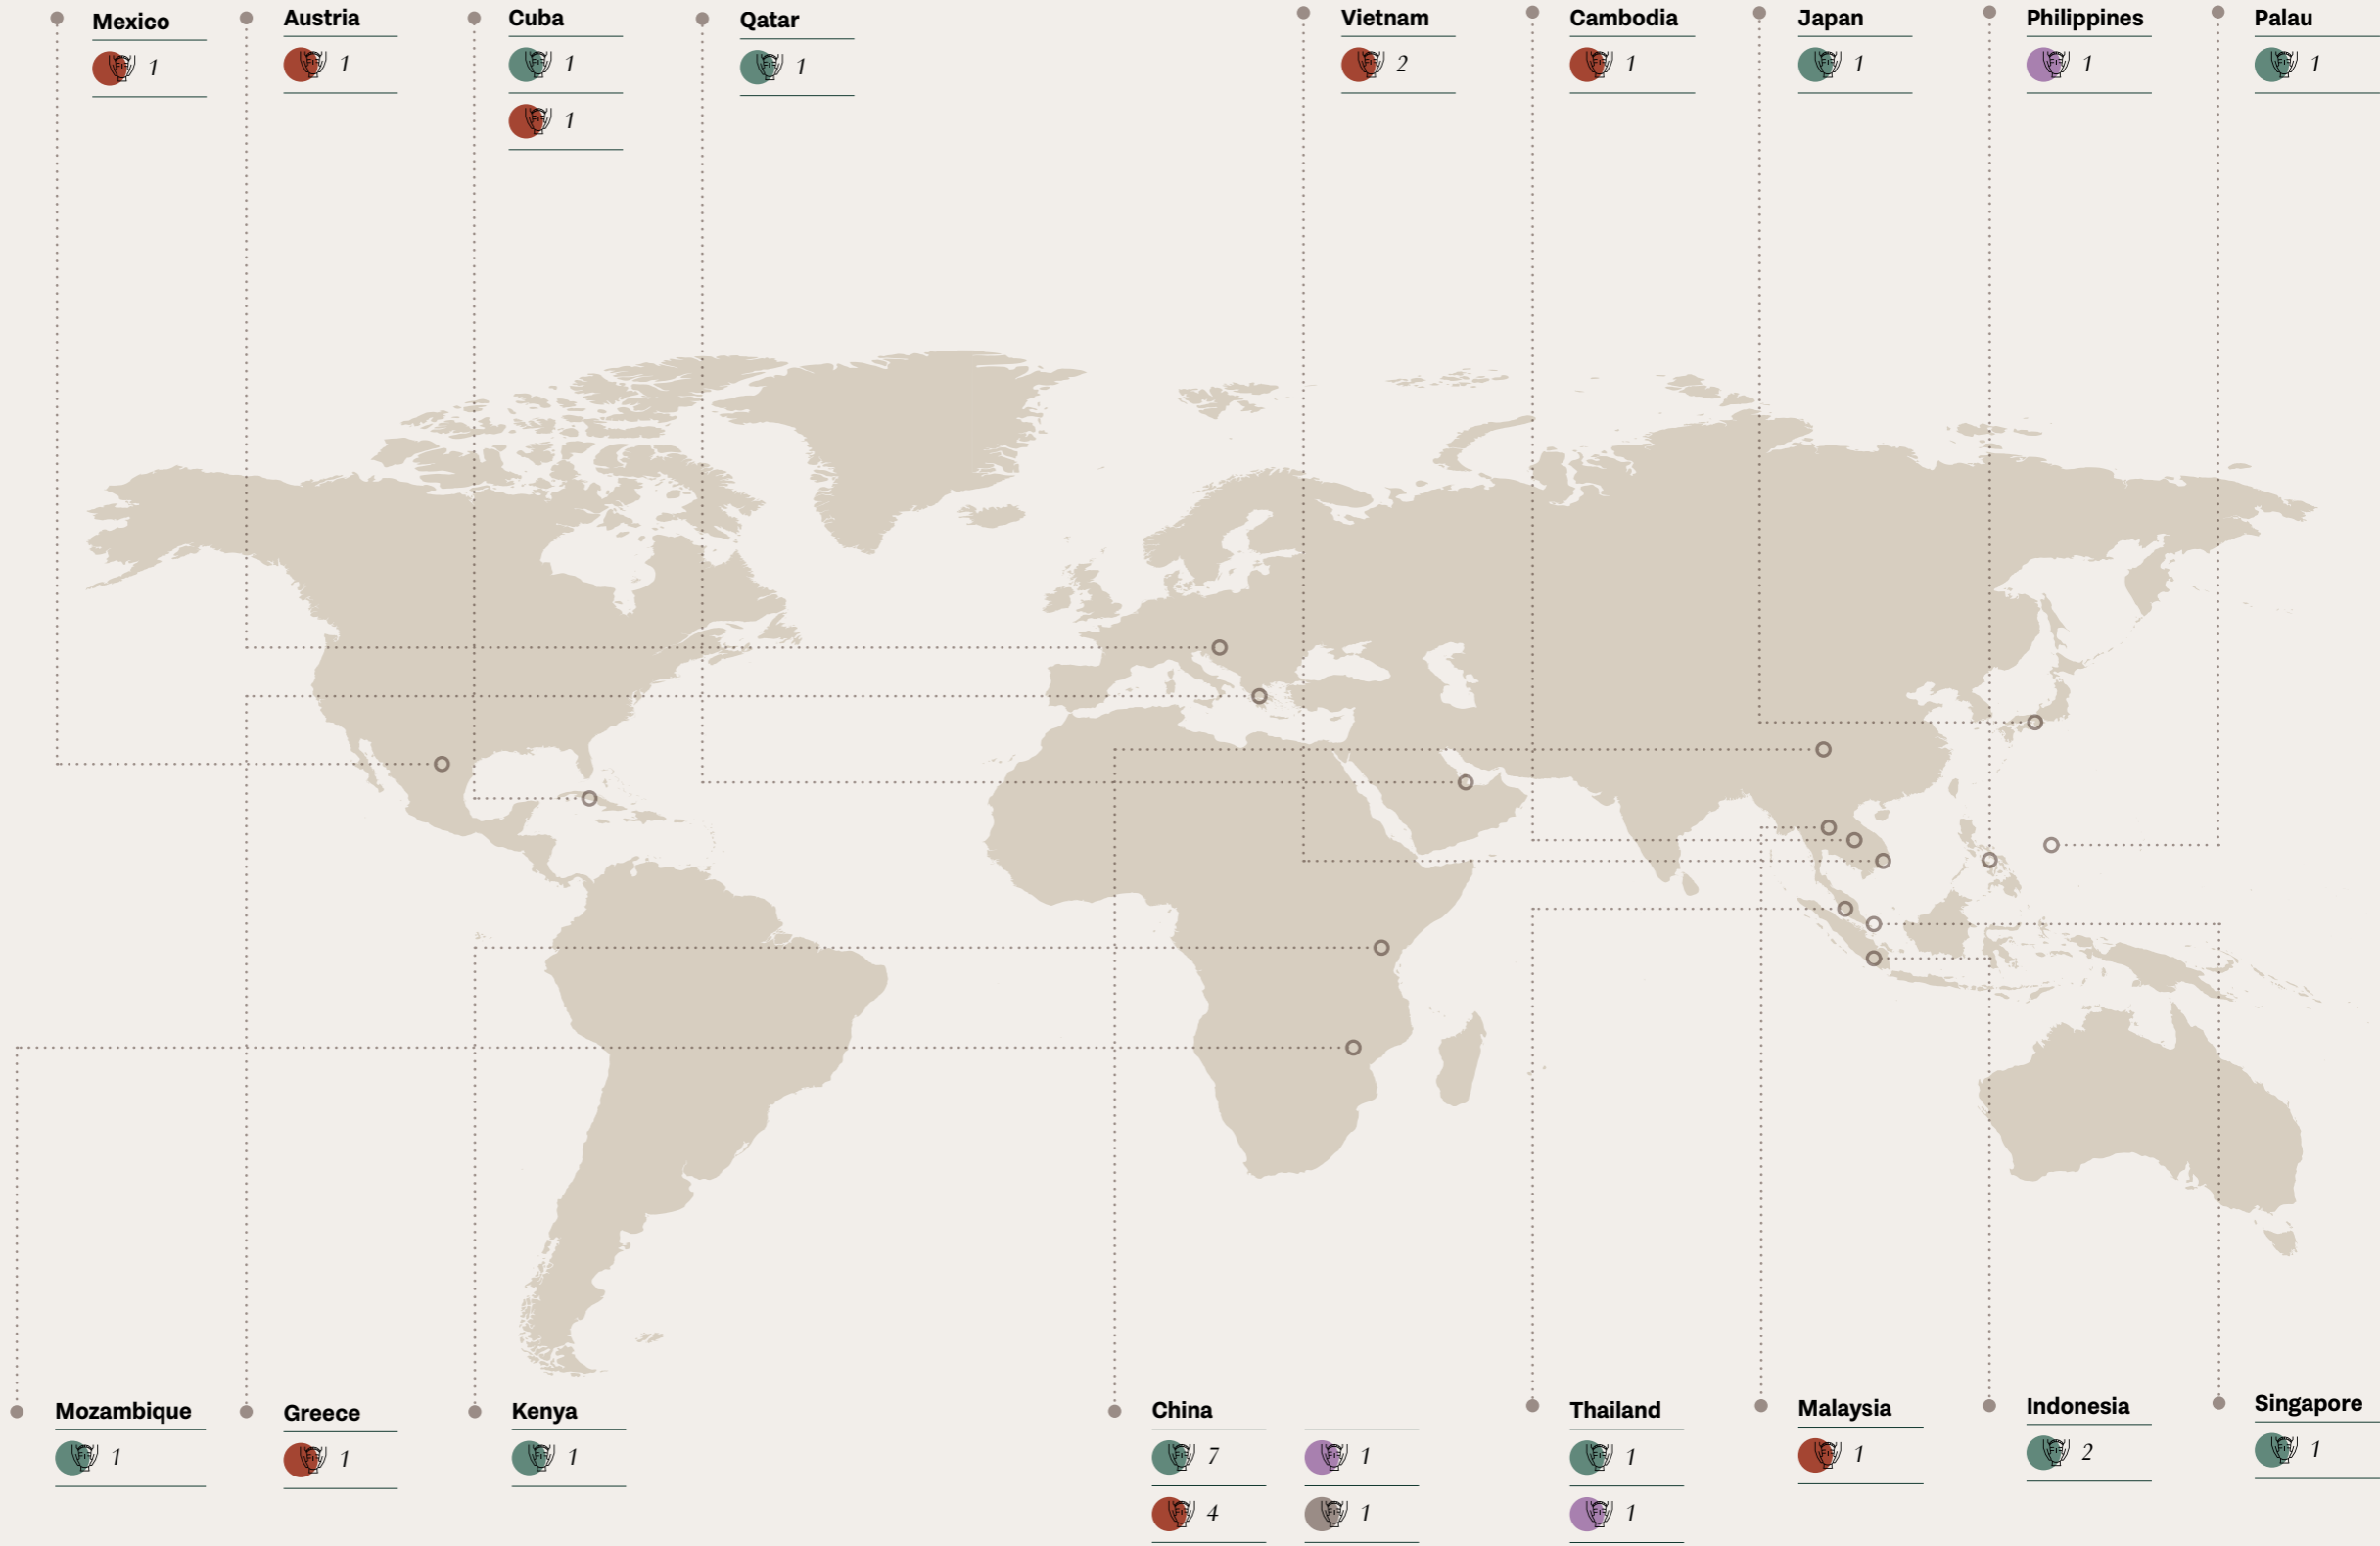 Mexico
1
Austria
1
Cuba
1
1
Qatar
1
Vietnam
2
Cambodia
1
Japan
1
Philippines
1
Palau
1
Mozambique
1
Greece
1
Kenya
1
China
7
1
4
1
Thailand
1
1
Malaysia
1
Indonesia
2
Singapore
1